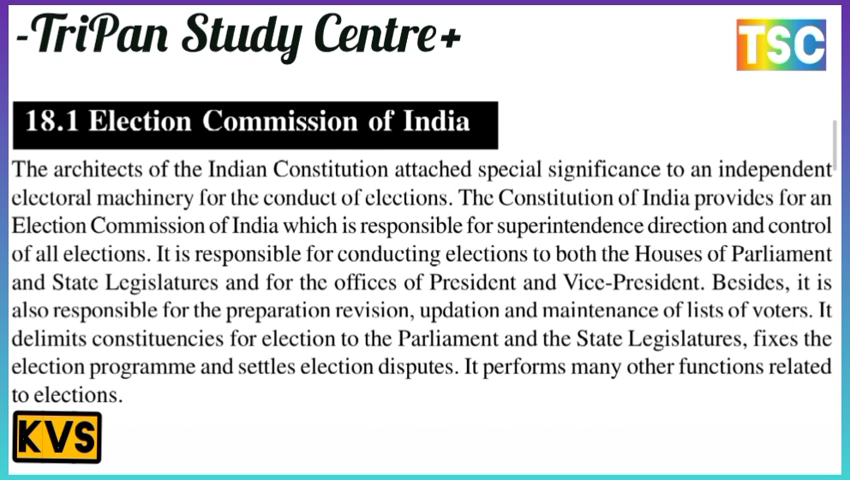 -TriPan Study Centre+
TSC
18.1 Election Commission of India
The architects of the Indian Constitution attached special significance to an independent
electoral machinery for the conduct of elections. The Constitution of India provides for an
Election Commission of India which is responsible for superintendence direction and control
of all elections. It is responsible for conducting elections to both the Houses of Parliament
and State Legislatures and for the offices of President and Vice-President. Besides, it is
also responsible for the preparation revision, updation and maintenance of lists of voters. It
delimits constituencies for election to the Parliament and the State Legislatures, fixes the
election programme and settles election disputes. It performs many other functions related
to elections.
KVS